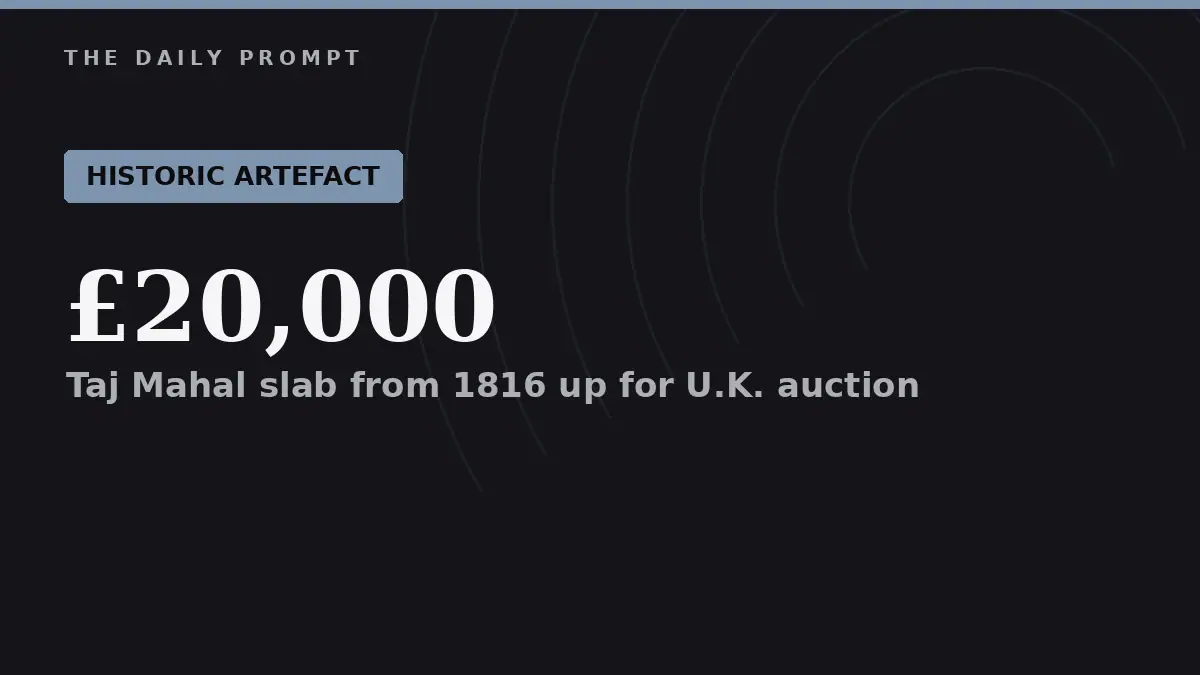 THE DAILY PROMPT
HISTORIC ARTEFACT
£20,000
Taj Mahal slab from 1816 up for U.K. auction